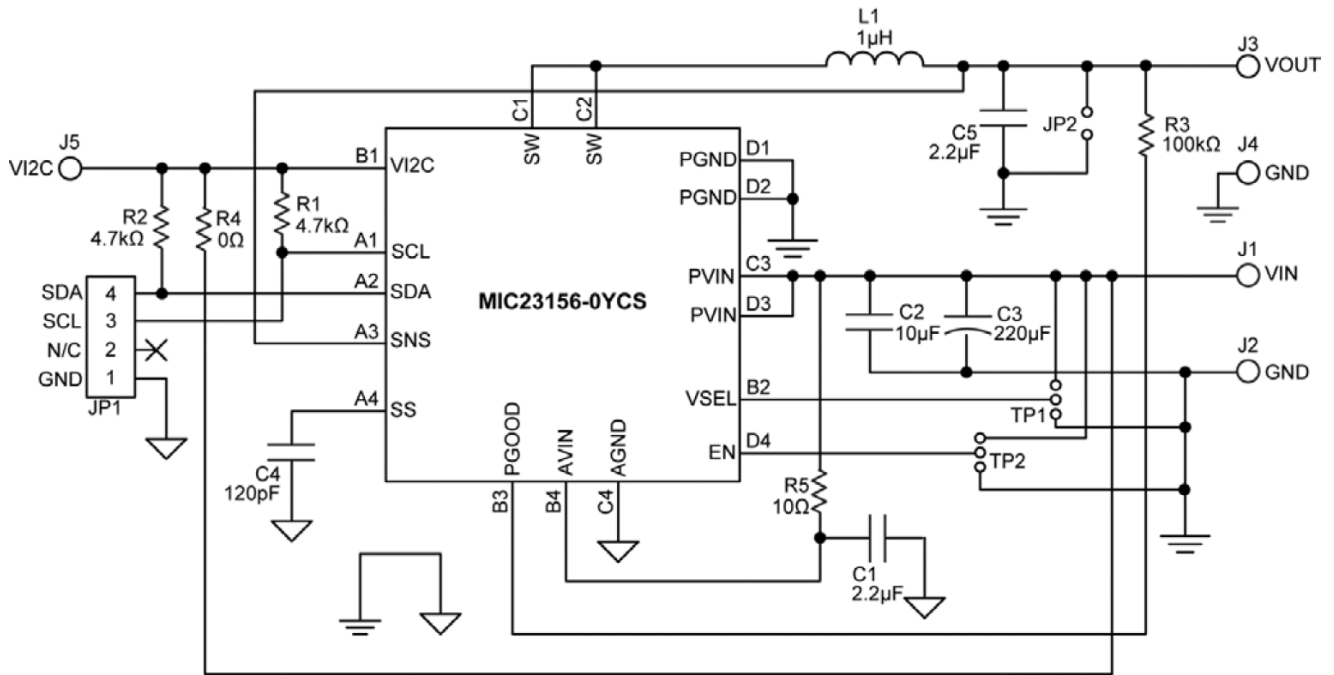 L1
1µH
J3
VOUT
C1
C2
SW
SW
C5
2.2µF
JP2
R3
100kΩ
J5
VI2C
B1
VI2C
PGND
D1
PGND
D2
J4
GND
R2
4.7kΩ
R4
0Ω
R1
4.7kΩ
A1
SCL
J1
VIN
PVIN
C3
SDA
4
A2
SDA
MIC23156-0YCS
SCL
3
PVIN
D3
C2
10µF
C3
220µF
N/C
2
A3
SNS
GND
1
J2
GND
JP1
A4
SS
VSEL
B2
TP1
EN
D4
TP2
C4
120pF
PGOOD
AVIN
AGND
B3
B4
C4
R5
10Ω
C1
2.2µF